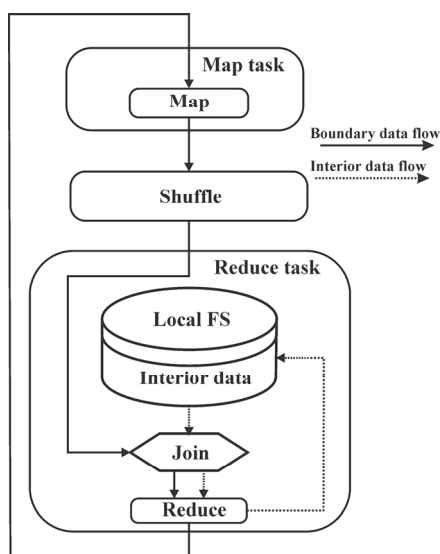 Map task
Map
Boundary data flow
Interior data flow
Shuffle
Reduce task
Local FS
Interior data
Join
Reduce